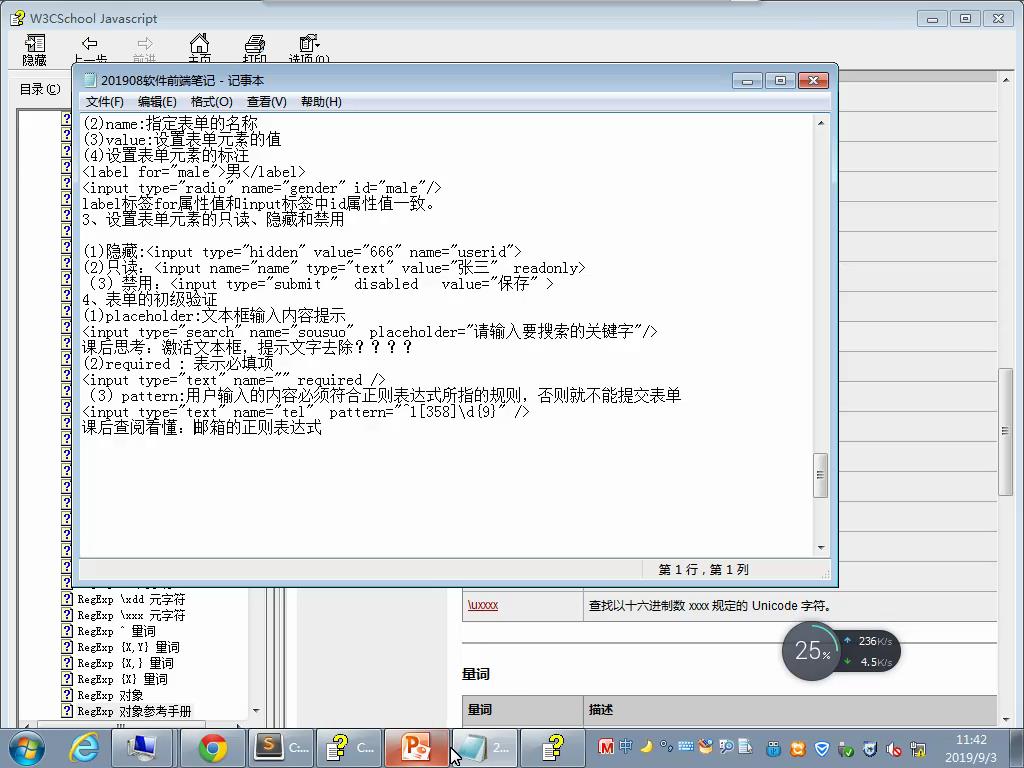 W3CSchool Javascript
隐藏
上一步
前进
主页
打印
选项(O)
目录(C)
201908软件前端笔记 - 记事本
文件(F) 编辑(E) 格式(O) 查看(V) 帮助(H)
(2)name:指定表单的名称
(3)value:设置表单元素的值
(4)设置表单元素的标注
<label for="male">男</label>
<input type="radio" name="gender" id="male"/>
label标签for属性值和input标签中id属性值一致。
3、设置表单元素的只读、隐藏和禁用
(1)隐藏:<input type="hidden" value="666" name="userid">
(2)只读：<input name="name" type="text" value="张三"  readonly>
（3）禁用：<input type="submit "  disabled   value="保存" >
4、表单的初级验证
(1)placeholder:文本框输入内容提示
<input type="search" name="sousuo"  placeholder="请输入要搜索的关键字"/>
课后思考：激活文本框，提示文字去除？？？？
(2)required : 表示必填项
<input type="text" name="" required />
（3）pattern:用户输入的内容必须符合正则表达式所指的规则，否则就不能提交表单
<input type="text" name="tel"  pattern="^1[358]\d{9}" />
课后查阅看懂：邮箱的正则表达式
第 1 行，第 1 列
RegExp \xdd 元字符
RegExp \xxx 元字符
RegExp ^ 量词
RegExp {X,Y} 量词
RegExp {X,} 量词
RegExp {X} 量词
RegExp 对象
RegExp 对象参考手册
\uxxxx 查找以十六进制数 xxxx 规定的 Unicode 字符。
量词
量词 描述
25%
236K/s
4.5K/s
C:...
C...
2...
中
11:42
2019/9/3